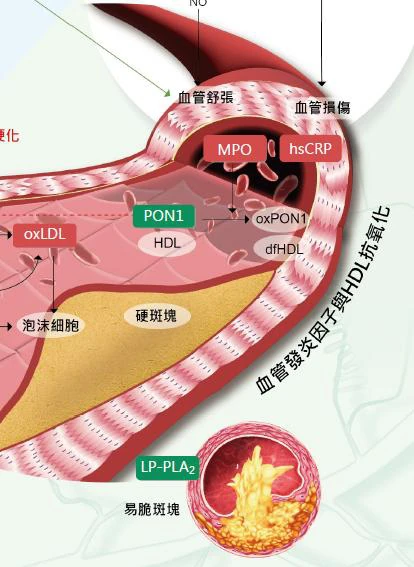 NO
血管舒張
血管損傷
硬化
MPO
hsCRP
PON1
oxPON1
oxLDL
HDL
dfHDL
泡沫細胞
硬斑塊
血管發炎因子與HDL抗氧化
LP-PLA₂
易脆斑塊